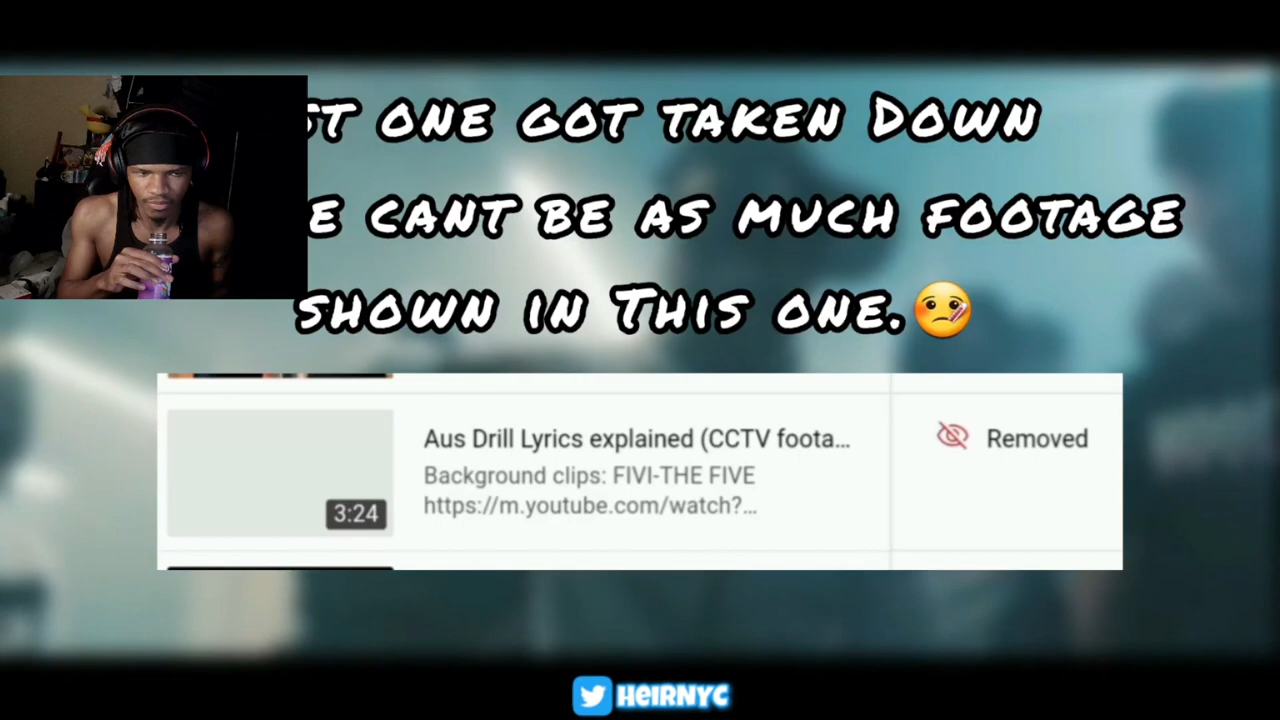 ST ONE GOT TAKEN DOWN
E CANT BE AS MUCH FOOTAGE
SHOWN IN THIS ONE.🤒
Aus Drill Lyrics explained (CCTV foota...
Removed
Background clips: FIVI-THE FIVE
https://m.youtube.com/watch?...
3:24
HEIRNYC